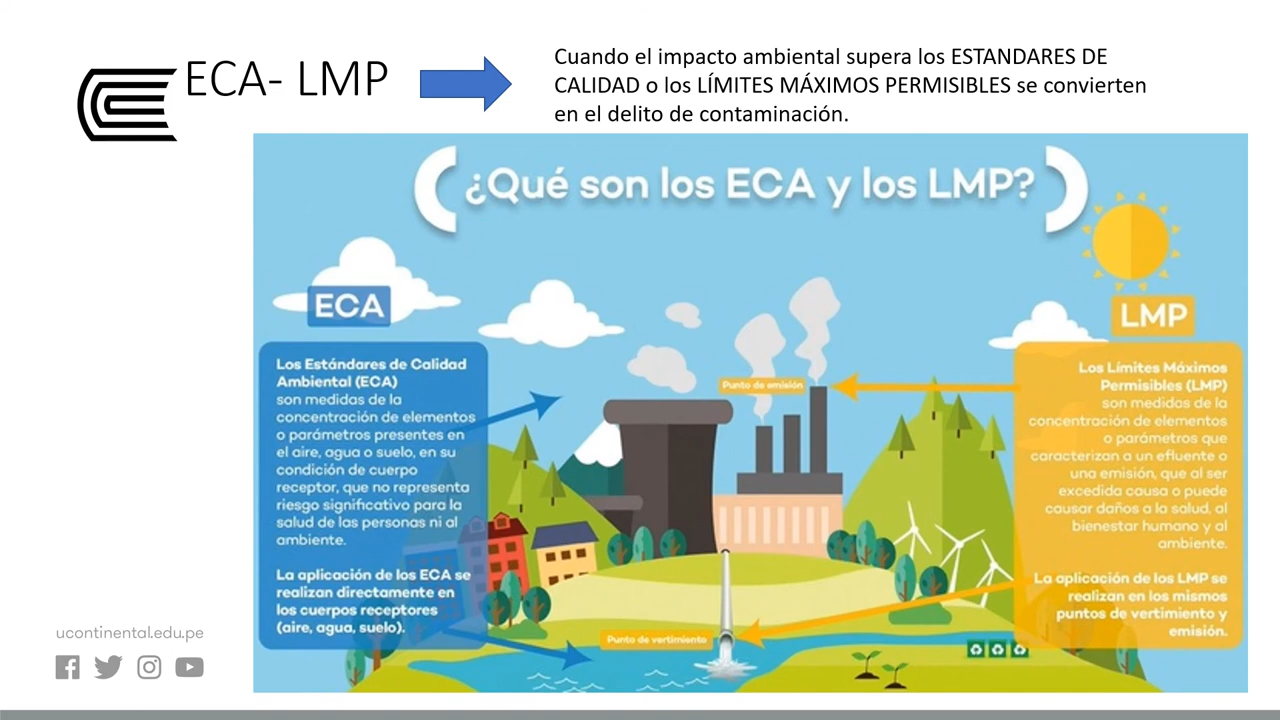 ECA- LMP
Cuando el impacto ambiental supera los ESTANDARES DE
CALIDAD o los LÍMITES MÁXIMOS PERMISIBLES se convierten
en el delito de contaminación.
¿Qué son los ECA y los LMP?
ECA
Los Estándares de Calidad
Ambiental (ECA)
son medidas de la
concentración de elementos
o parámetros presentes en
el aire, agua o suelo, en su
condición de cuerpo
receptor, que no representa
riesgo significativo para la
salud de las personas ni al
ambiente.
La aplicación de los ECA se
realizan directamente en
los cuerpos receptores
(aire, agua, suelo).
Punto de emisión
Punto de vertimiento
LMP
Los Límites Máximos
Permisibles (LMP)
son medidas de la
concentración de elementos
o parámetros que
caracterizan a un efluente o
una emisión, que al ser
excedida causa o puede
causar daños a la salud, al
bienestar humano y al
ambiente.
La aplicación de los LMP se
realizan en los mismos
puntos de vertimiento y
emisión.
ucontinental.edu.pe